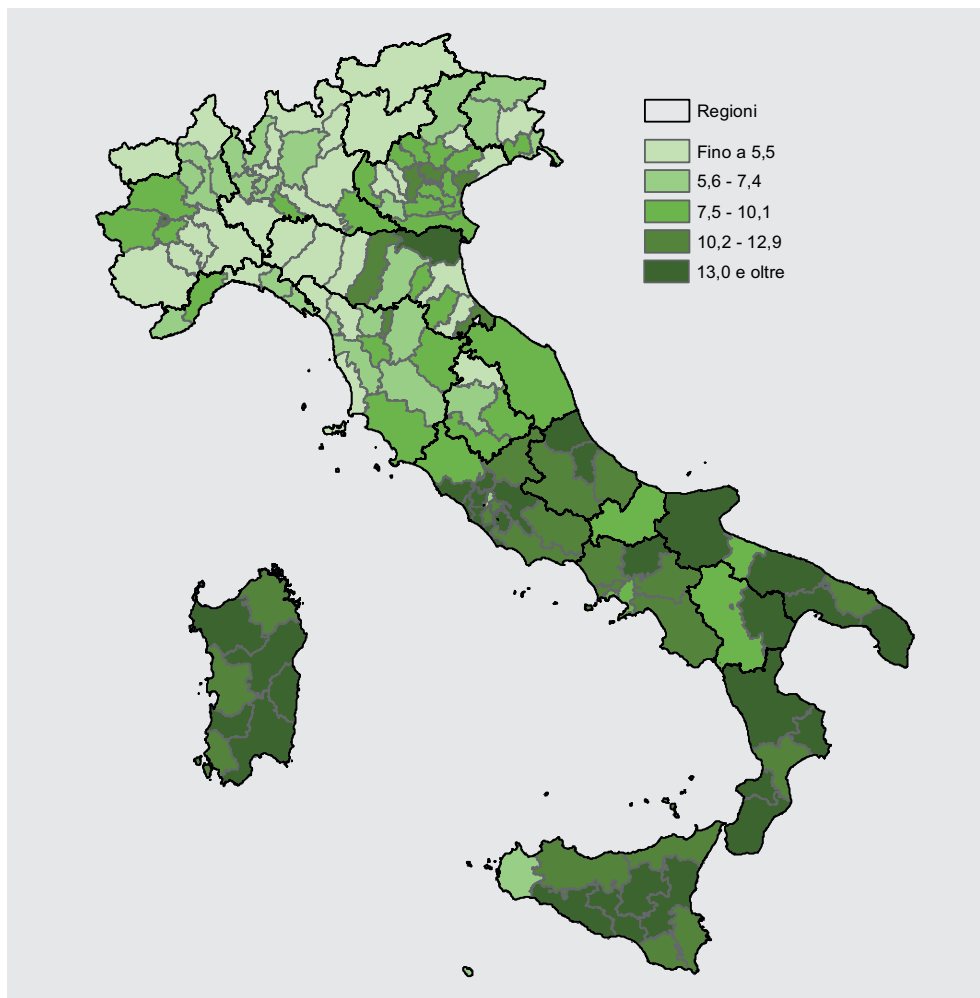 Regioni
Fino a 5,5
5,6 - 7,4
7,5 - 10,1
10,2 - 12,9
13,0 e oltre